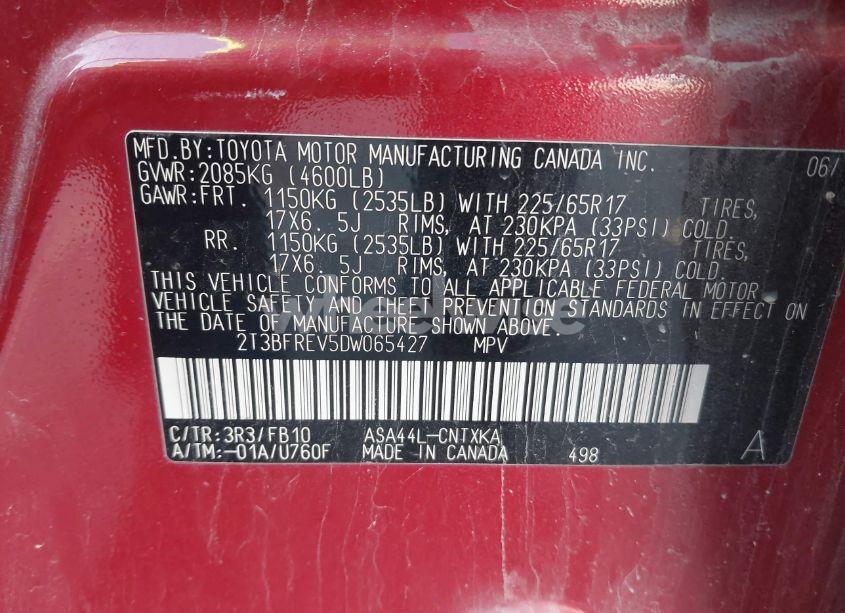 MFD.BY:TOYOTA MOTOR MANUFACTURING CANADA INC. 06/
GVWR:2085KG (4600LB)
GAWR:FRT. 1150KG (2535LB) WITH 225/65R17 TIRES,
17X6. 5J RIMS, AT 230KPA (33PSI) COLD.
RR. 1150KG (2535LB) WITH 225/65R17 TIRES,
17X6. 5J RIMS, AT 230KPA (33PSI) COLD.
THIS VEHICLE CONFORMS TO ALL APPLICABLE FEDERAL MOTOR
VEHICLE SAFETY AND THEFT PREVENTION STANDARDS IN EFFECT ON
THE DATE OF MANUFACTURE SHOWN ABOVE.
2T3BFREV5DW065427 MPV
C/TR:3R3/FB10 ASA44L-CNTXKA
A/TM:-01A/U760F MADE IN CANADA 498 A